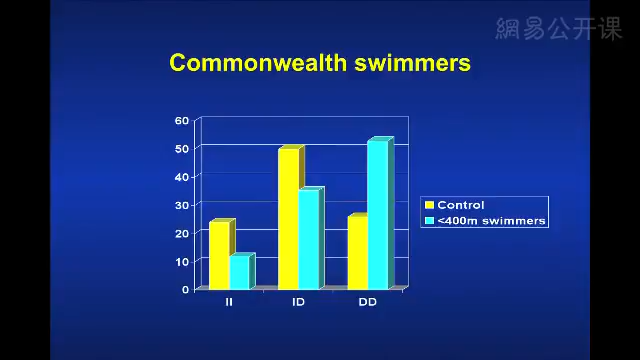 網易公开课
Commonwealth swimmers
60
50
40
30
20
10
0
II ID DD
Control
<400m swimmers